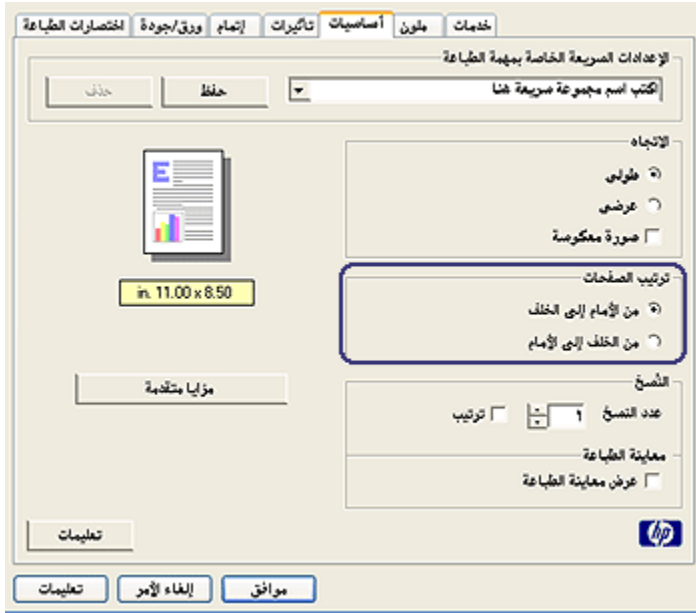 خدمات ملون أساسيات تأثيرات إتمام ورق/جودة اختصارات الطباعة
الإعدادات السريعة الخاصة بمهمة الطباعة
اكتب اسم مجموعة سريعة هنا حفظ حذف
الاتجاه
طولي
عرضي
صورة معكوسة
E
in. 11.00 x 8.50
ترتيب الصفحات
من الأمام إلى الخلف
من الخلف إلى الأمام
مزايا متقدمة
النُسخ
عدد النسخ ١ ترتيب
معاينة الطباعة
عرض معاينة الطباعة
hp
تعليمات
موافق إلغاء الأمر تعليمات